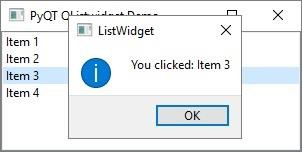 PyQT QListwidget Demo
ListWidget
Item 1
Item 2
Item 3
Item 4
You clicked: Item 3
OK